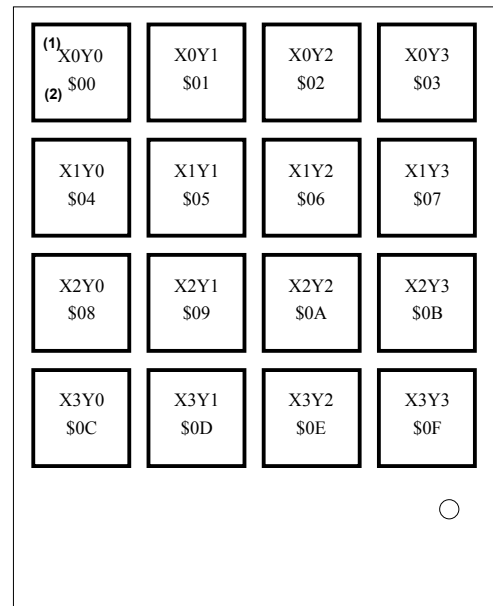 (1)
X0Y0 X0Y1 X0Y2 X0Y3
(2) $00 $01 $02 $03
X1Y0 X1Y1 X1Y2 X1Y3
$04 $05 $06 $07
X2Y0 X2Y1 X2Y2 X2Y3
$08 $09 $0A $0B
X3Y0 X3Y1 X3Y2 X3Y3
$0C $0D $0E $0F